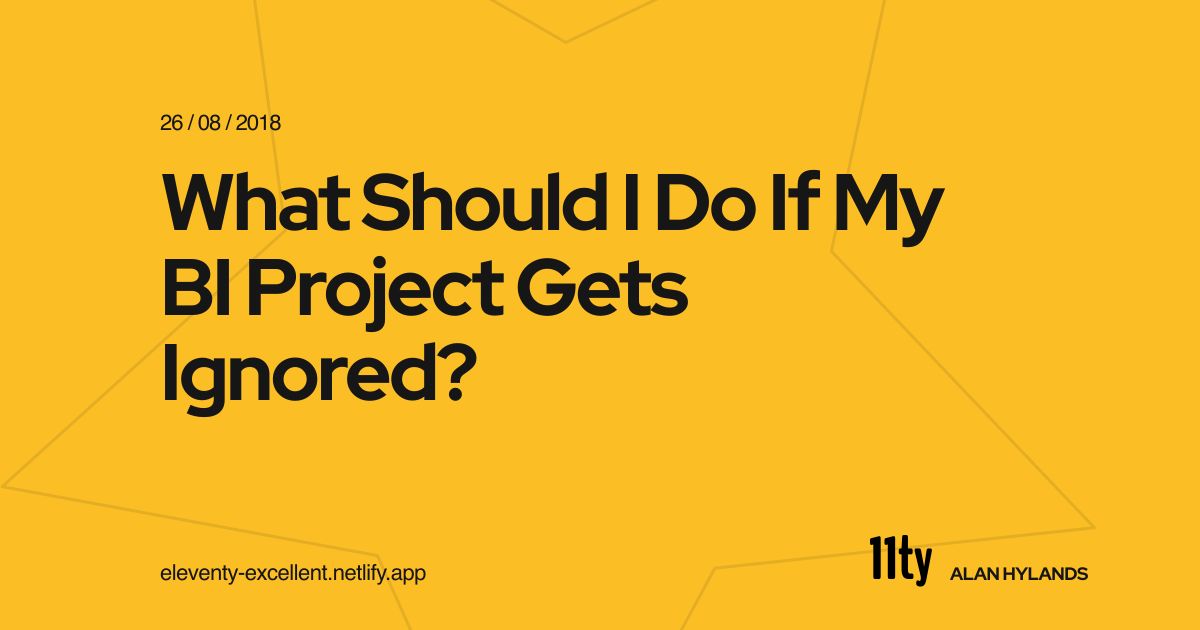 26 / 08 / 2018
What Should I Do If My
BI Project Gets
Ignored?
eleventy-excellent.netlify.app
11ty ALAN HYLANDS